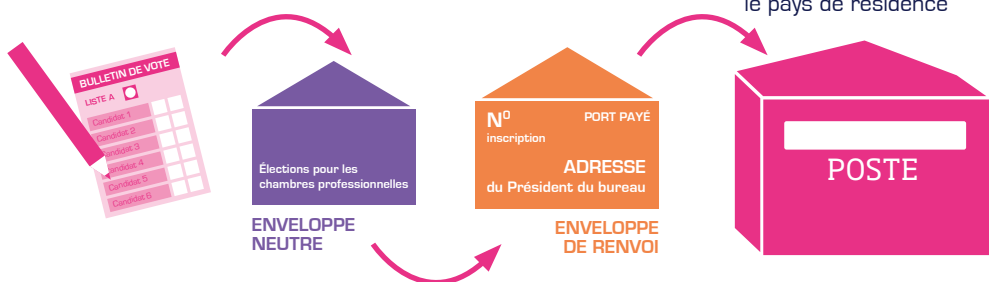 le pays de résidence
BULLETIN DE VOTE
LISTE A
Candidat 1
Candidat 2
Candidat 3
Candidat 4
Candidat 5
Candidat 6
Élections pour les
chambres professionnelles
ENVELOPPE
NEUTRE
Nº PORT PAYÉ
inscription
ADRESSE
du Président du bureau
ENVELOPPE
DE RENVOI
POSTE